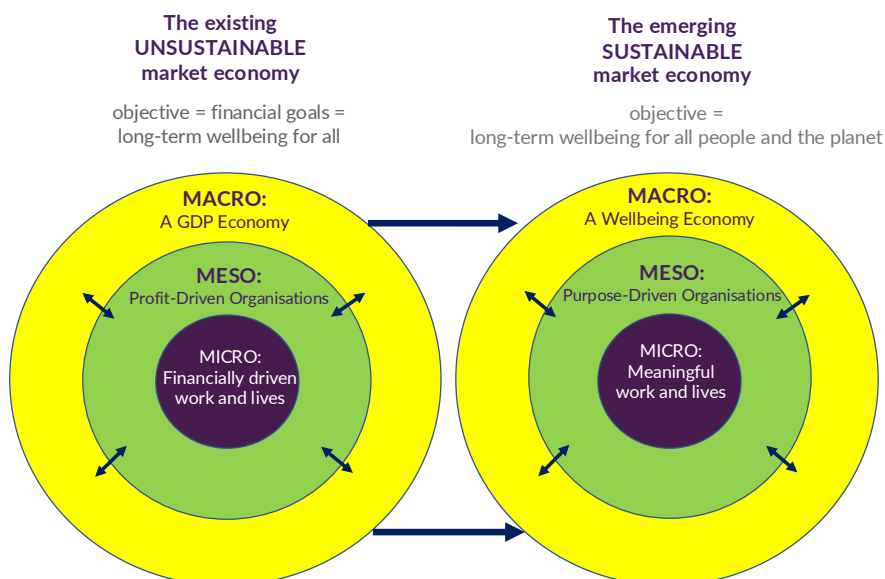 The existing
UNSUSTAINABLE
market economy
objective = financial goals =
long-term wellbeing for all
MACRO:
A GDP Economy
MESO:
Profit-Driven Organisations
MICRO:
Financially driven
work and lives
The emerging
SUSTAINABLE
market economy
objective =
long-term wellbeing for all people and the planet
MACRO:
A Wellbeing Economy
MESO:
Purpose-Driven Organisations
MICRO:
Meaningful
work and lives